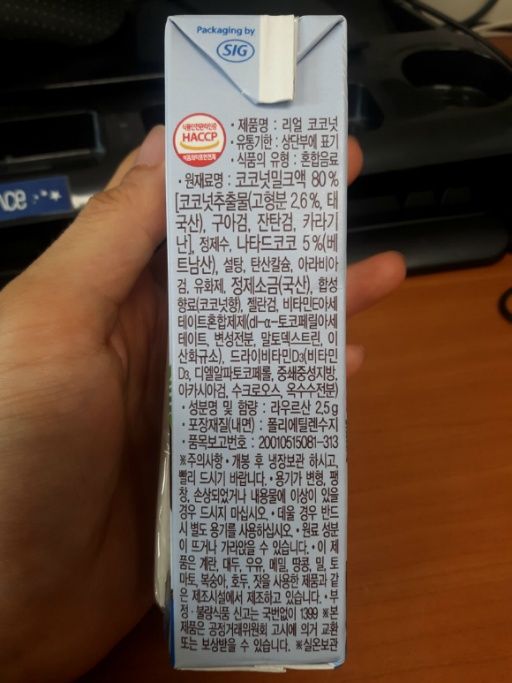 Packaging by
SIG
식품안전관리인증
HACCP
식품의약품안전처
• 제품명 : 리얼 코코넛
• 유통기한 : 상단부에 표기
• 식품의 유형 : 혼합음료
• 원재료명 : 코코넛밀크액 80%
[코코넛추출물(고형분 2.6%, 태
국산), 구아검, 잔탄검, 카라기
난], 정제수, 나타드코코 5%(베
트남산), 설탕, 탄산칼슘, 아라비아
검, 유화제, 정제소금(국산), 합성
향료(코코넛향), 젤란검, 비타민E아세
테이트혼합제제(dl-α-토코페릴아세
테이트, 변성전분, 말토덱스트린, 이
산화규소), 드라이비타민D₃(비타민
D₃, 디엘알파토코페롤, 중쇄중성지방,
아카시아검, 수크로오스, 옥수수전분)
• 성분명 및 함량 : 라우르산 2.5g
• 포장재질(내면) : 폴리에틸렌수지
• 품목보고번호 : 20010515081-313
※주의사항 • 개봉 후 냉장보관 하시고,
빨리 드시기 바랍니다. • 용기가 변형, 팽
창, 손상되었거나 내용물에 이상이 있을
경우 드시지 마십시오. • 데울 경우 반드
시 별도 용기를 사용하십시오. • 원료 성분
이 뜨거나 가라앉을 수 있습니다. • 이 제
품은 계란, 대두, 우유, 메밀, 땅콩, 밀, 토
마토, 복숭아, 호두, 잣을 사용한 제품과 같
은 제조시설에서 제조하고 있습니다. • 부
정 · 불량식품 신고는 국번없이 1399 ※본
제품은 공정거래위원회 고시에 의거 교환
또는 보상받을 수 있습니다. ※실온보관